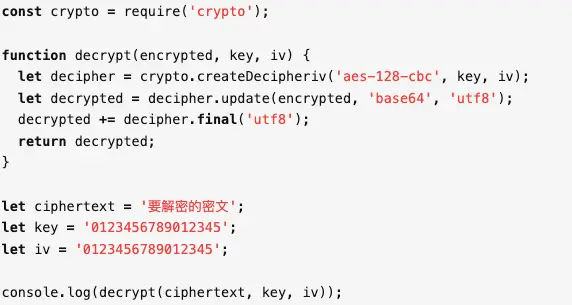 const crypto = require('crypto');
function decrypt(encrypted, key, iv) {
  let decipher = crypto.createDecipheriv('aes-128-cbc', key, iv);
  let decrypted = decipher.update(encrypted, 'base64', 'utf8');
  decrypted += decipher.final('utf8');
  return decrypted;
}
let ciphertext = '要解密的密文';
let key = '0123456789012345';
let iv = '0123456789012345';
console.log(decrypt(ciphertext, key, iv));